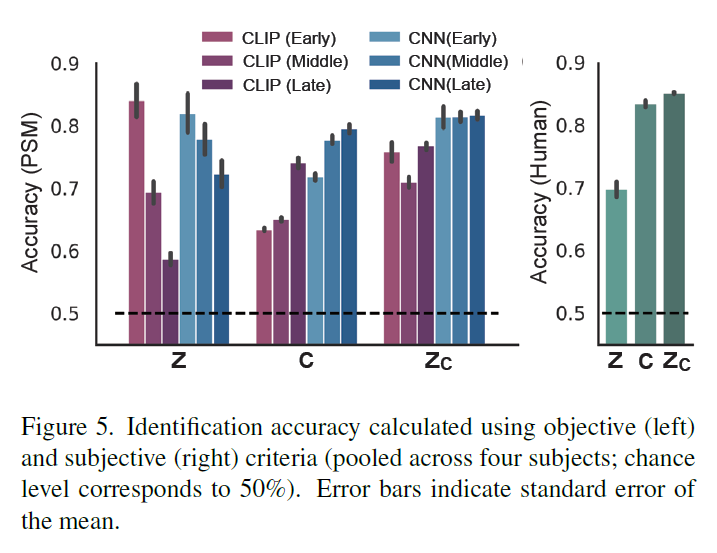 CLIP (Early) CNN(Early)
CLIP (Middle) CNN(Middle)
CLIP (Late) CNN(Late)
Accuracy (PSM)
0.9
0.8
0.7
0.6
0.5
z c zc
Accuracy (Human)
0.9
0.8
0.7
0.6
0.5
z c zc
Figure 5. Identification accuracy calculated using objective (left)
and subjective (right) criteria (pooled across four subjects; chance
level corresponds to 50%). Error bars indicate standard error of
the mean.